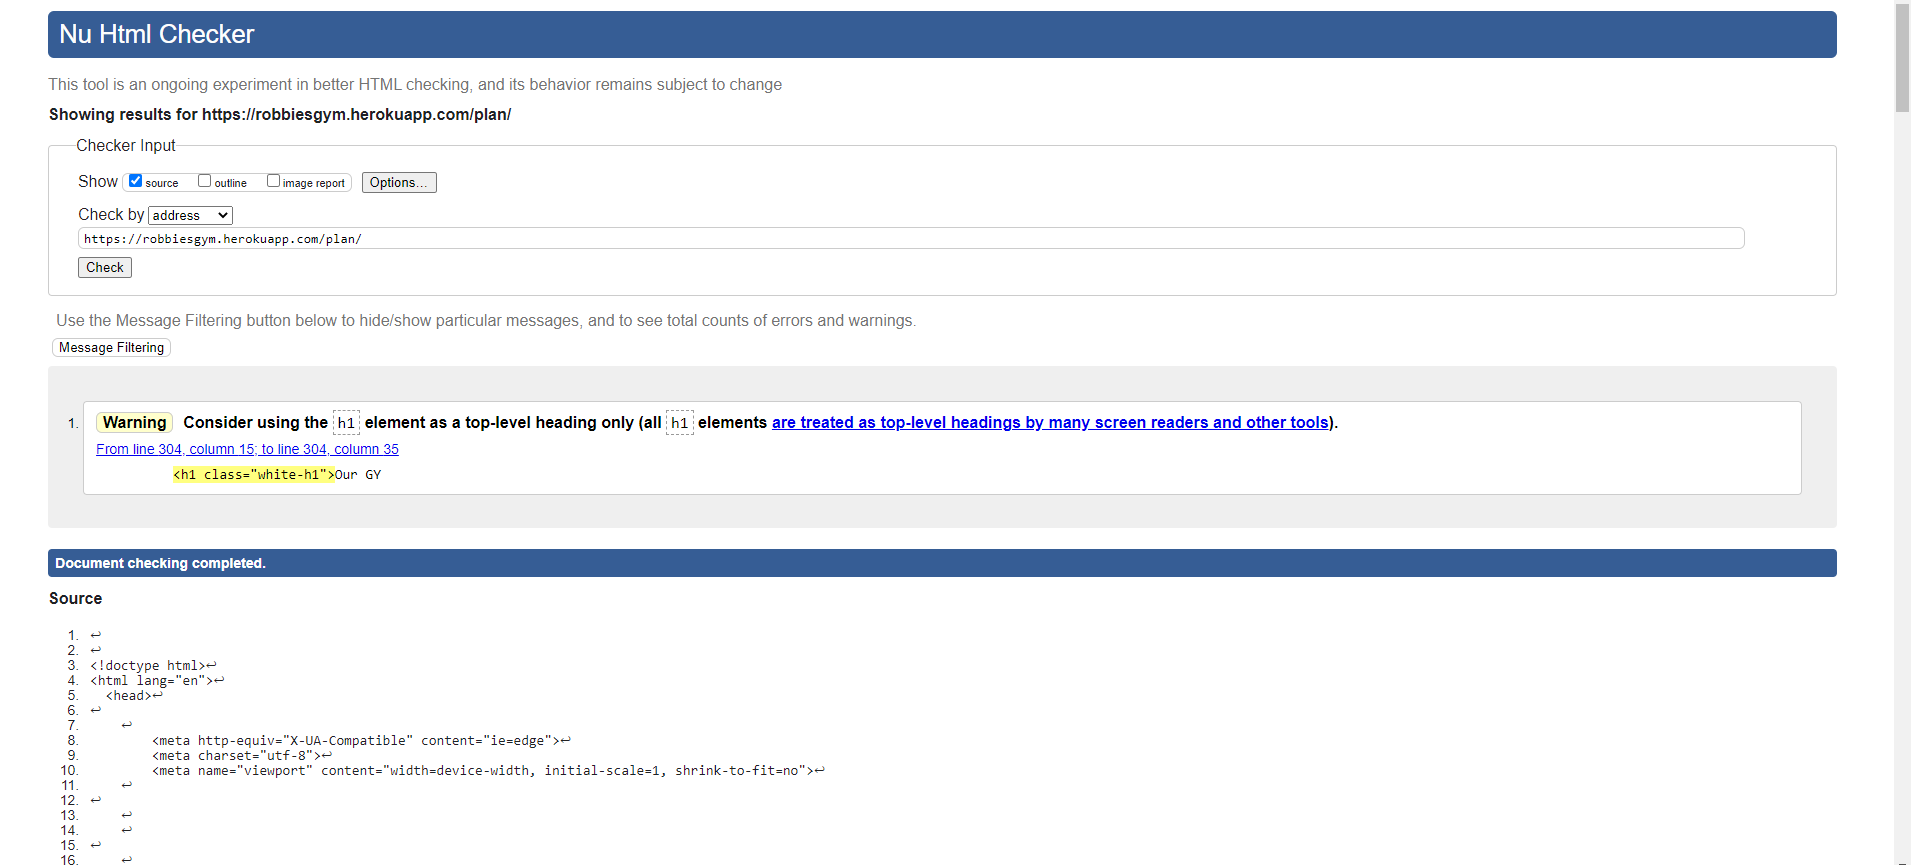 Nu Html Checker
This tool is an ongoing experiment in better HTML checking, and its behavior remains subject to change
Showing results for https://robbiesgym.herokuapp.com/plan/
Checker Input
Show source outline image report Options...
Check by address
https://robbiesgym.herokuapp.com/plan/
Check
Use the Message Filtering button below to hide/show particular messages, and to see total counts of errors and warnings.
Message Filtering
1. Warning Consider using the h1 element as a top-level heading only (all h1 elements are treated as top-level headings by many screen readers and other tools).
From line 304, column 15; to line 304, column 35
<h1 class="white-h1">Our GY
Document checking completed.
Source
1. ↩
2. ↩
3. <!doctype html>↩
4. <html lang="en">↩
5. <head>↩
6. ↩
7. ↩
8. <meta http-equiv="X-UA-Compatible" content="ie=edge">↩
9. <meta charset="utf-8">↩
10. <meta name="viewport" content="width=device-width, initial-scale=1, shrink-to-fit=no">↩
11. ↩
12. ↩
13. ↩
14. ↩
15. ↩
16. ↩